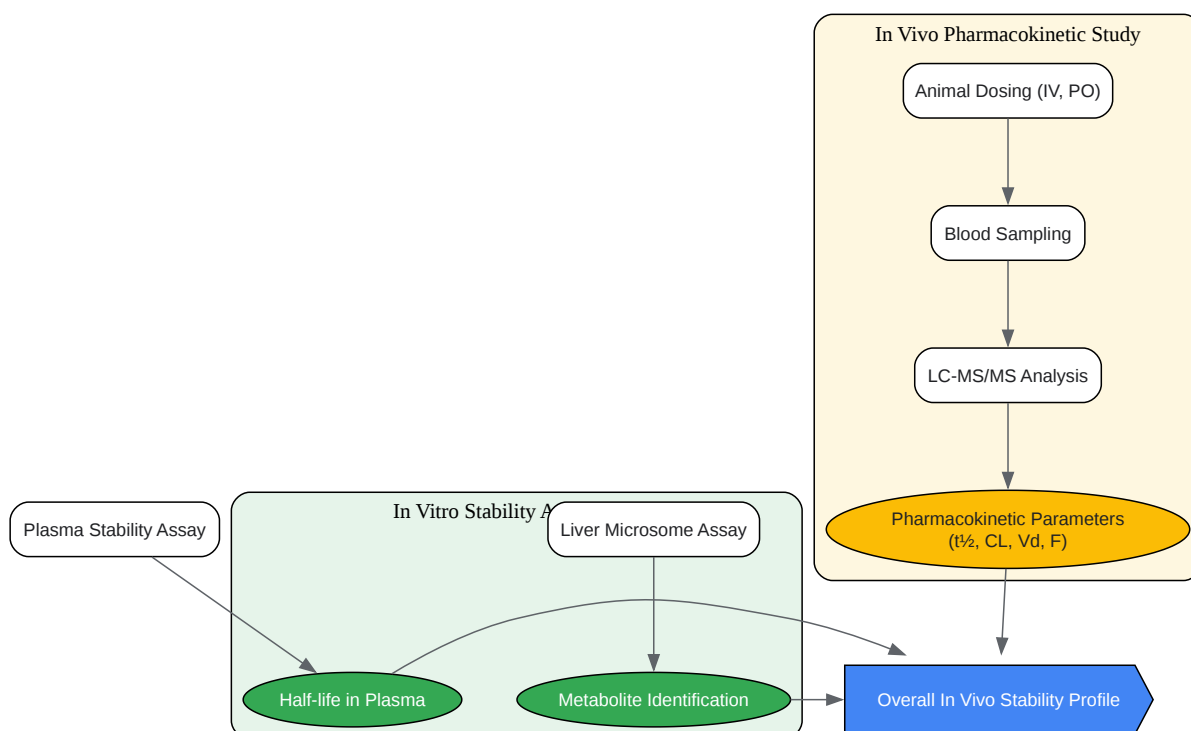 In Vivo Pharmacokinetic Study
Animal Dosing (IV, PO)
Blood Sampling
LC-MS/MS Analysis
Pharmacokinetic Parameters
(t½, CL, Vd, F)
In Vitro Stability
Plasma Stability Assay
Liver Microsome Assay
Half-life in Plasma
Metabolite Identification
Overall In Vivo Stability Profile